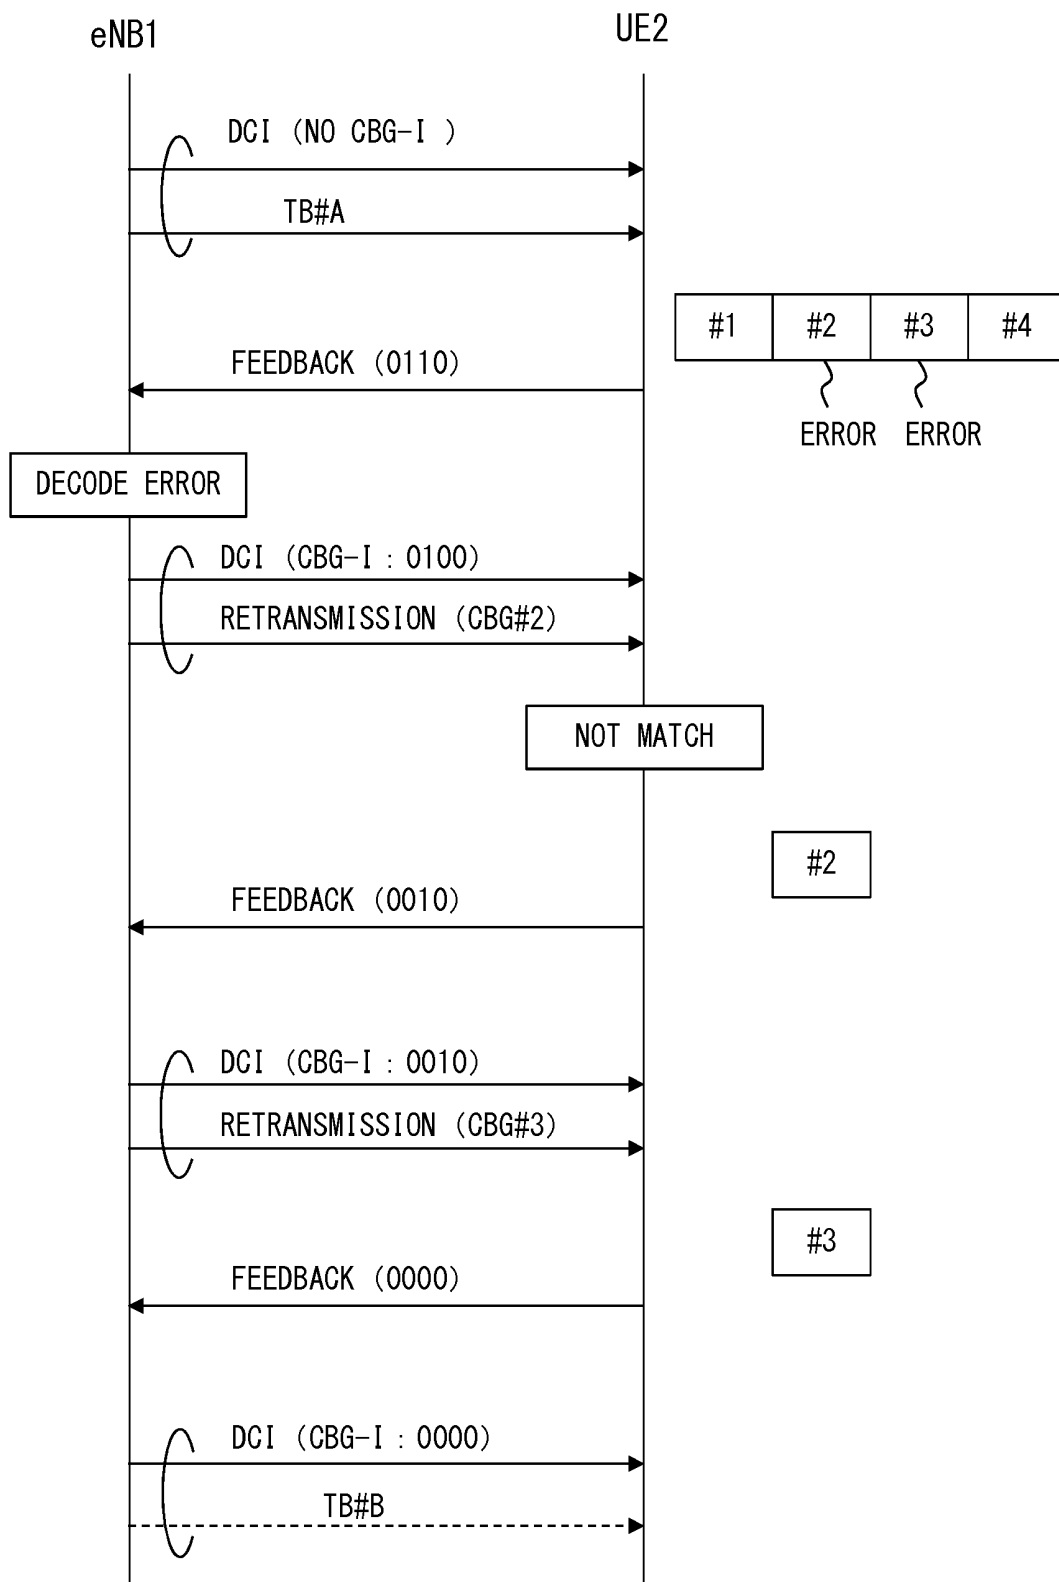 eNB1
UE2
DCI (NO CBG-I )
TB#A
#1 #2 #3 #4
FEEDBACK (0110)
ERROR ERROR
DECODE ERROR
DCI (CBG-I : 0100)
RETRANSMISSION (CBG#2)
NOT MATCH
#2
FEEDBACK (0010)
DCI (CBG-I : 0010)
RETRANSMISSION (CBG#3)
#3
FEEDBACK (0000)
DCI (CBG-I : 0000)
TB#B